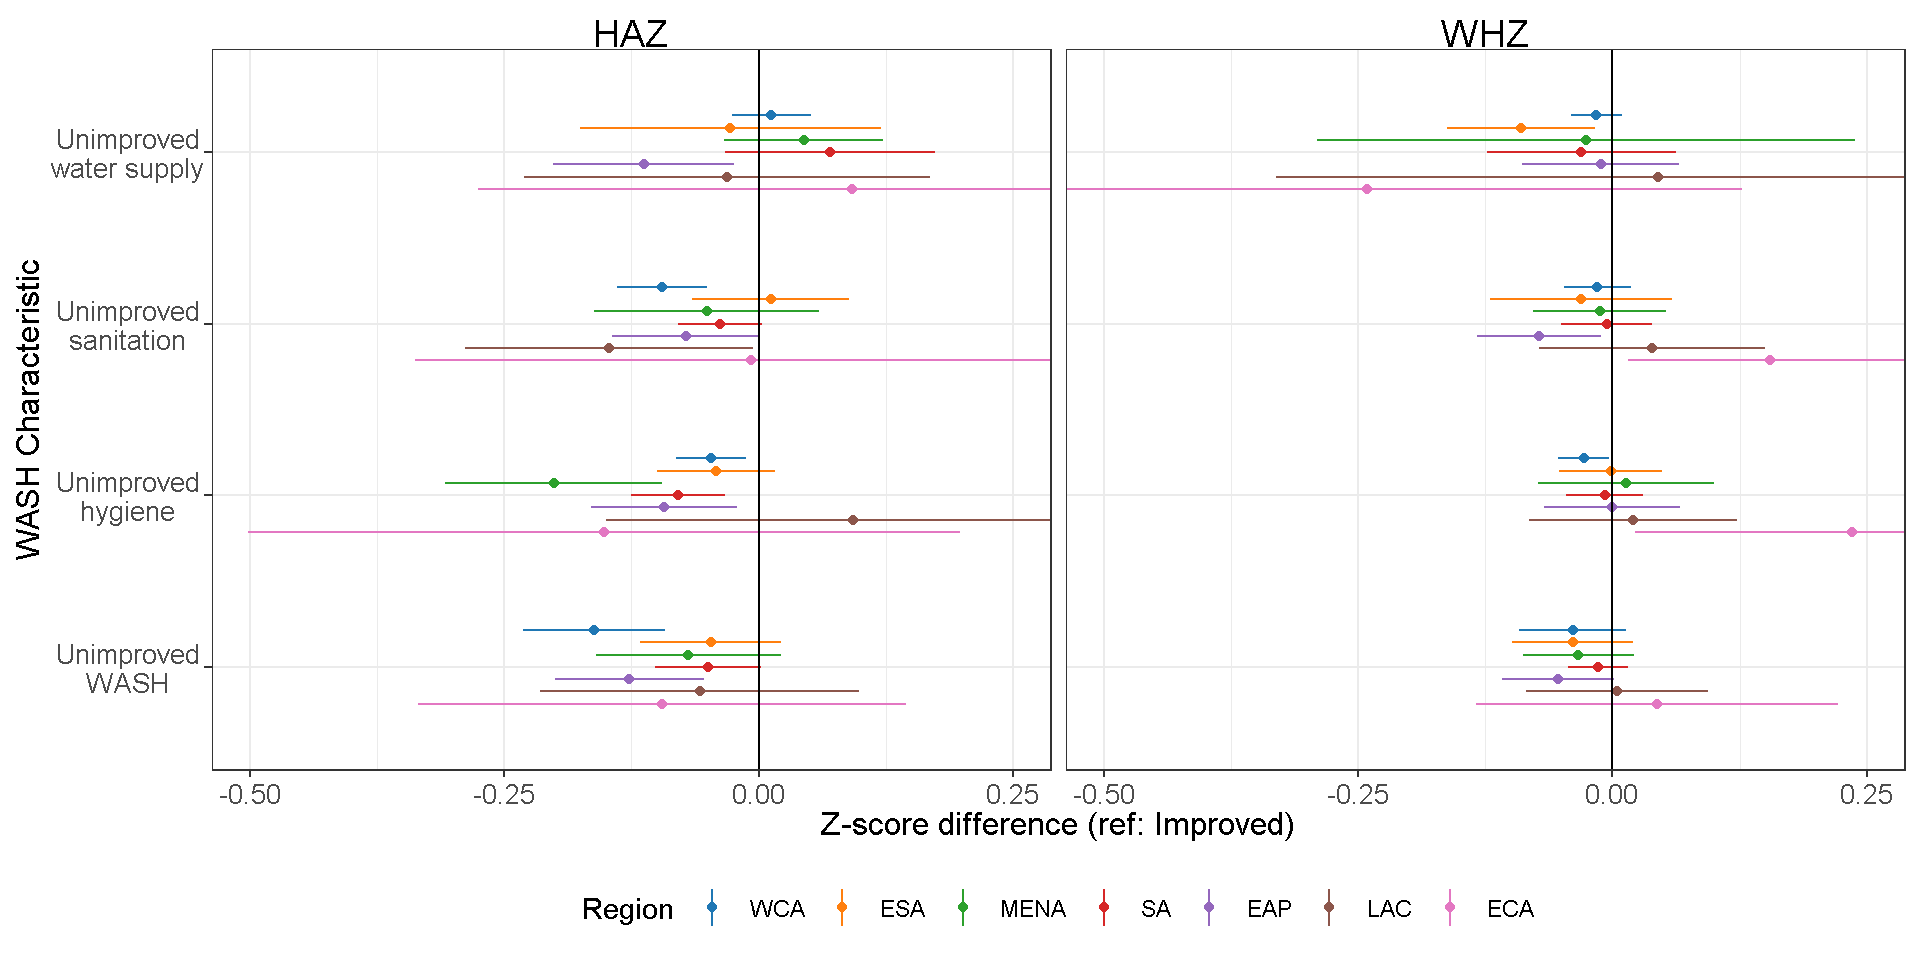 HAZ
WHZ
WASH Characteristic
Unimproved
water supply
Unimproved
sanitation
Unimproved
hygiene
Unimproved
WASH
-0.50
-0.25
0.00
0.25
-0.50
-0.25
0.00
0.25
Z-score difference (ref: Improved)
Region
WCA
ESA
MENA
SA
EAP
LAC
ECA